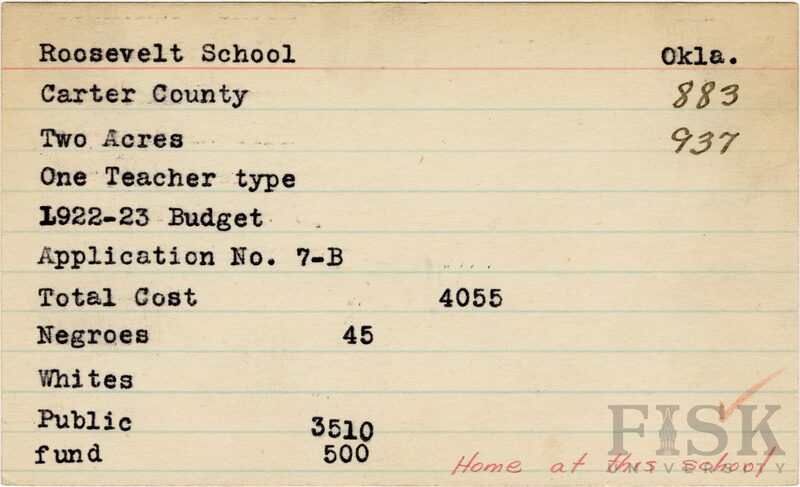 Roosevelt School Okla.
Carter County 883
Two Acres 937
One Teacher type
1922-23 Budget
Application No. 7-B
Total Cost 4055
Negroes 45
Whites
Public 3510
fund 500
Home at this school
FISK
UNIVERSITY